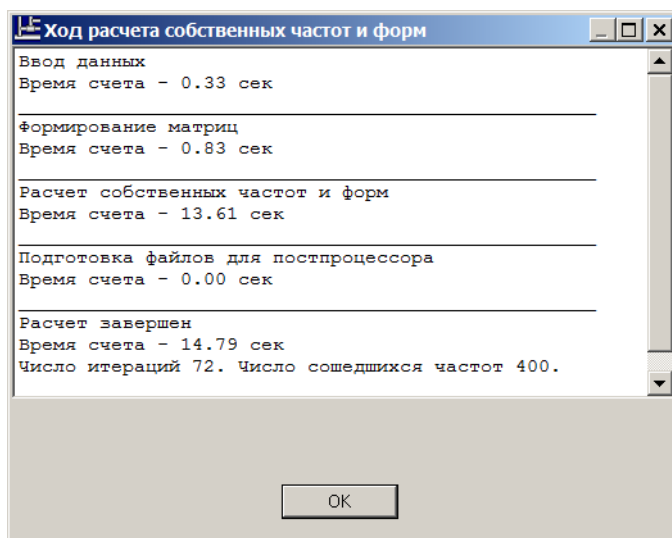 Ход расчета собственных частот и форм
Ввод данных
Время счета - 0.33 сек
Формирование матриц
Время счета - 0.83 сек
Расчет собственных частот и форм
Время счета - 13.61 сек
Подготовка файлов для постпроцессора
Время счета - 0.00 сек
Расчет завершен
Время счета - 14.79 сек
Число итераций 72. Число сошедшихся частот 400.
OK